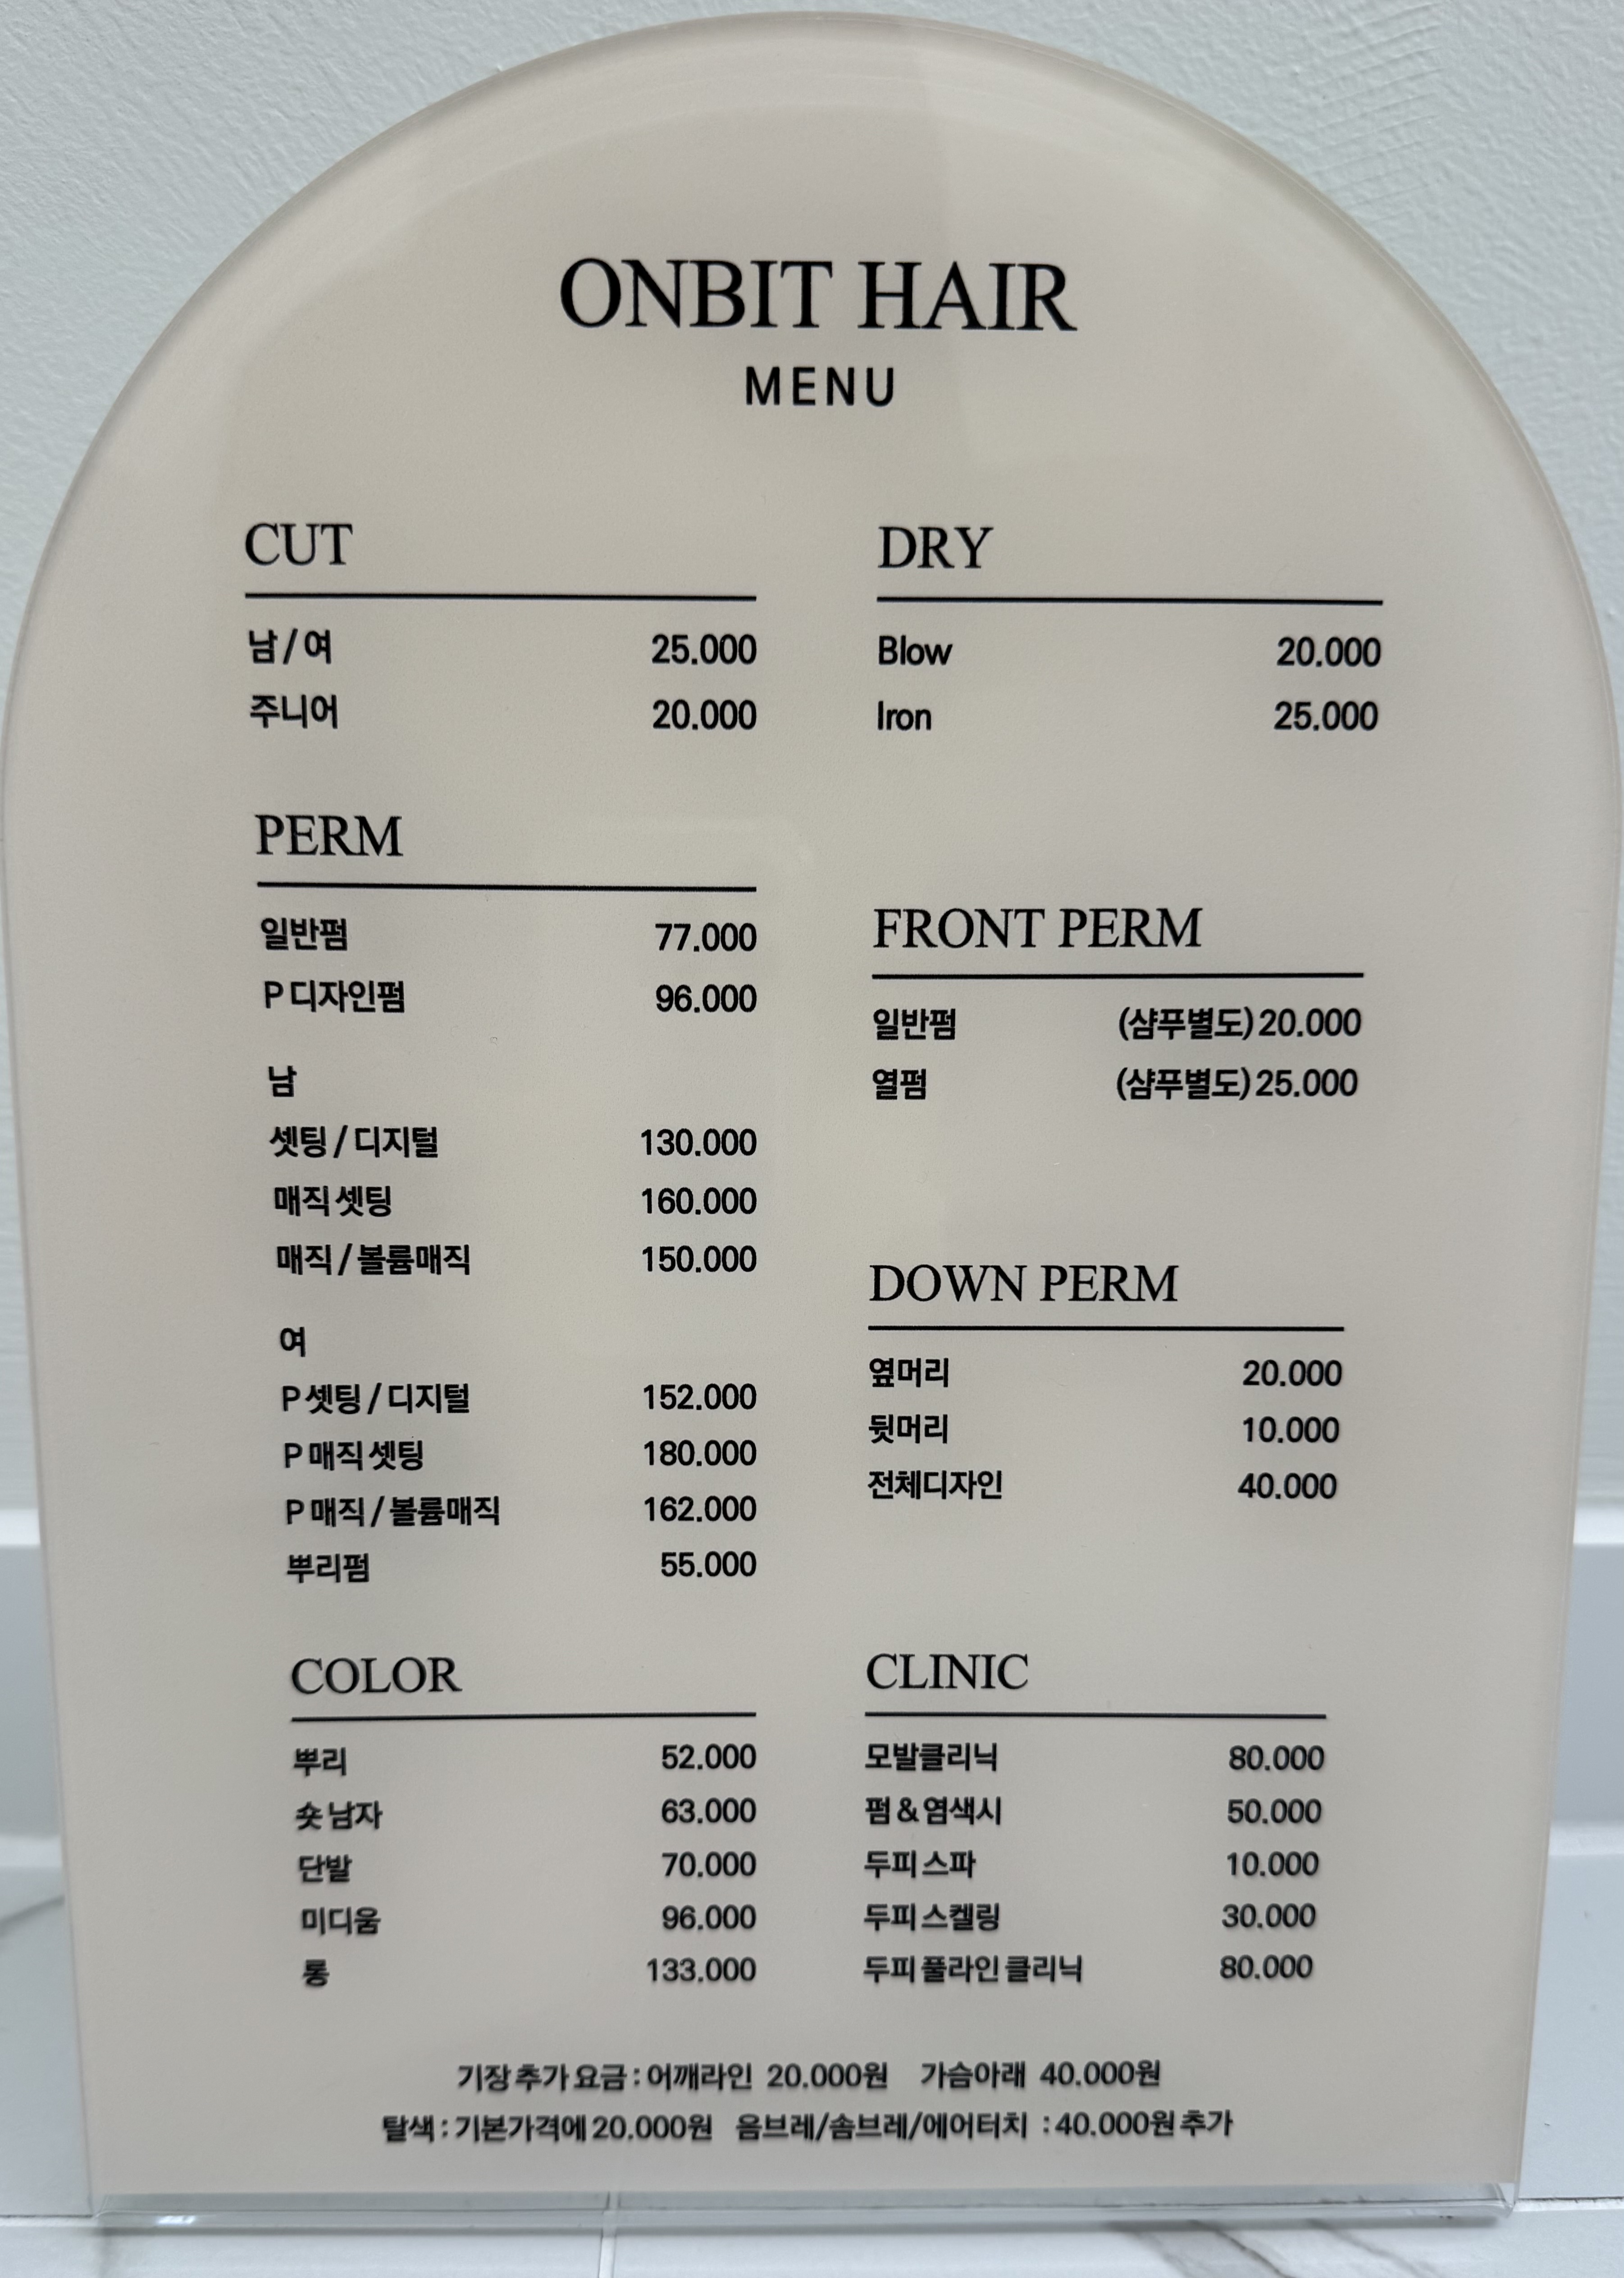 ONBIT HAIR
MENU
CUT
남 / 여 25.000
주니어 20.000
PERM
일반펌 77.000
P 디자인펌 96.000
남
셋팅 / 디지털 130.000
매직 셋팅 160.000
매직 / 볼륨매직 150.000
여
P 셋팅 / 디지털 152.000
P 매직 셋팅 180.000
P 매직 / 볼륨매직 162.000
뿌리펌 55.000
COLOR
뿌리 52.000
숏 남자 63.000
단발 70.000
미디움 96.000
롱 133.000
DRY
Blow 20.000
Iron 25.000
FRONT PERM
일반펌 (샴푸별도) 20.000
열펌 (샴푸별도) 25.000
DOWN PERM
옆머리 20.000
뒷머리 10.000
전체디자인 40.000
CLINIC
모발클리닉 80.000
펌 & 염색시 50.000
두피 스파 10.000
두피 스켈링 30.000
두피 풀라인 클리닉 80.000
기장 추가 요금 : 어깨라인 20.000원 가슴아래 40.000원
탈색 : 기본가격에 20.000원 옴브레/솜브레/에어터치 : 40.000원 추가